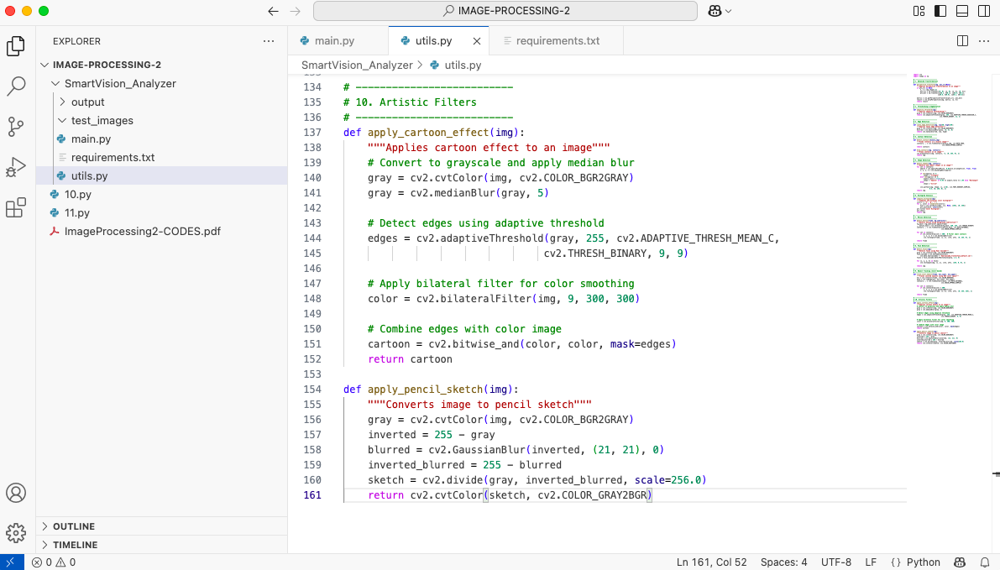 IMAGE-PROCESSING-2
EXPLORER
main.py
utils.py
requirements.txt
IMAGE-PROCESSING-2
SmartVision_Analyzer
output
test_images
main.py
requirements.txt
utils.py
10.py
11.py
ImageProcessing2-CODES.pdf
OUTLINE
TIMELINE
SmartVision_Analyzer > utils.py
134 # --------------------------
135 # 10. Artistic Filters
136 # --------------------------
137 def apply_cartoon_effect(img):
138     """Applies cartoon effect to an image"""
139     # Convert to grayscale and apply median blur
140     gray = cv2.cvtColor(img, cv2.COLOR_BGR2GRAY)
141     gray = cv2.medianBlur(gray, 5)
142
143     # Detect edges using adaptive threshold
144     edges = cv2.adaptiveThreshold(gray, 255, cv2.ADAPTIVE_THRESH_MEAN_C,
145                                  cv2.THRESH_BINARY, 9, 9)
146
147     # Apply bilateral filter for color smoothing
148     color = cv2.bilateralFilter(img, 9, 300, 300)
149
150     # Combine edges with color image
151     cartoon = cv2.bitwise_and(color, color, mask=edges)
152     return cartoon
153
154 def apply_pencil_sketch(img):
155     """Converts image to pencil sketch"""
156     gray = cv2.cvtColor(img, cv2.COLOR_BGR2GRAY)
157     inverted = 255 - gray
158     blurred = cv2.GaussianBlur(inverted, (21, 21), 0)
159     inverted_blurred = 255 - blurred
160     sketch = cv2.divide(gray, inverted_blurred, scale=256.0)
161     return cv2.cvtColor(sketch, cv2.COLOR_GRAY2BGR)
0 0
Ln 161, Col 52 Spaces: 4 UTF-8 LF {} Python